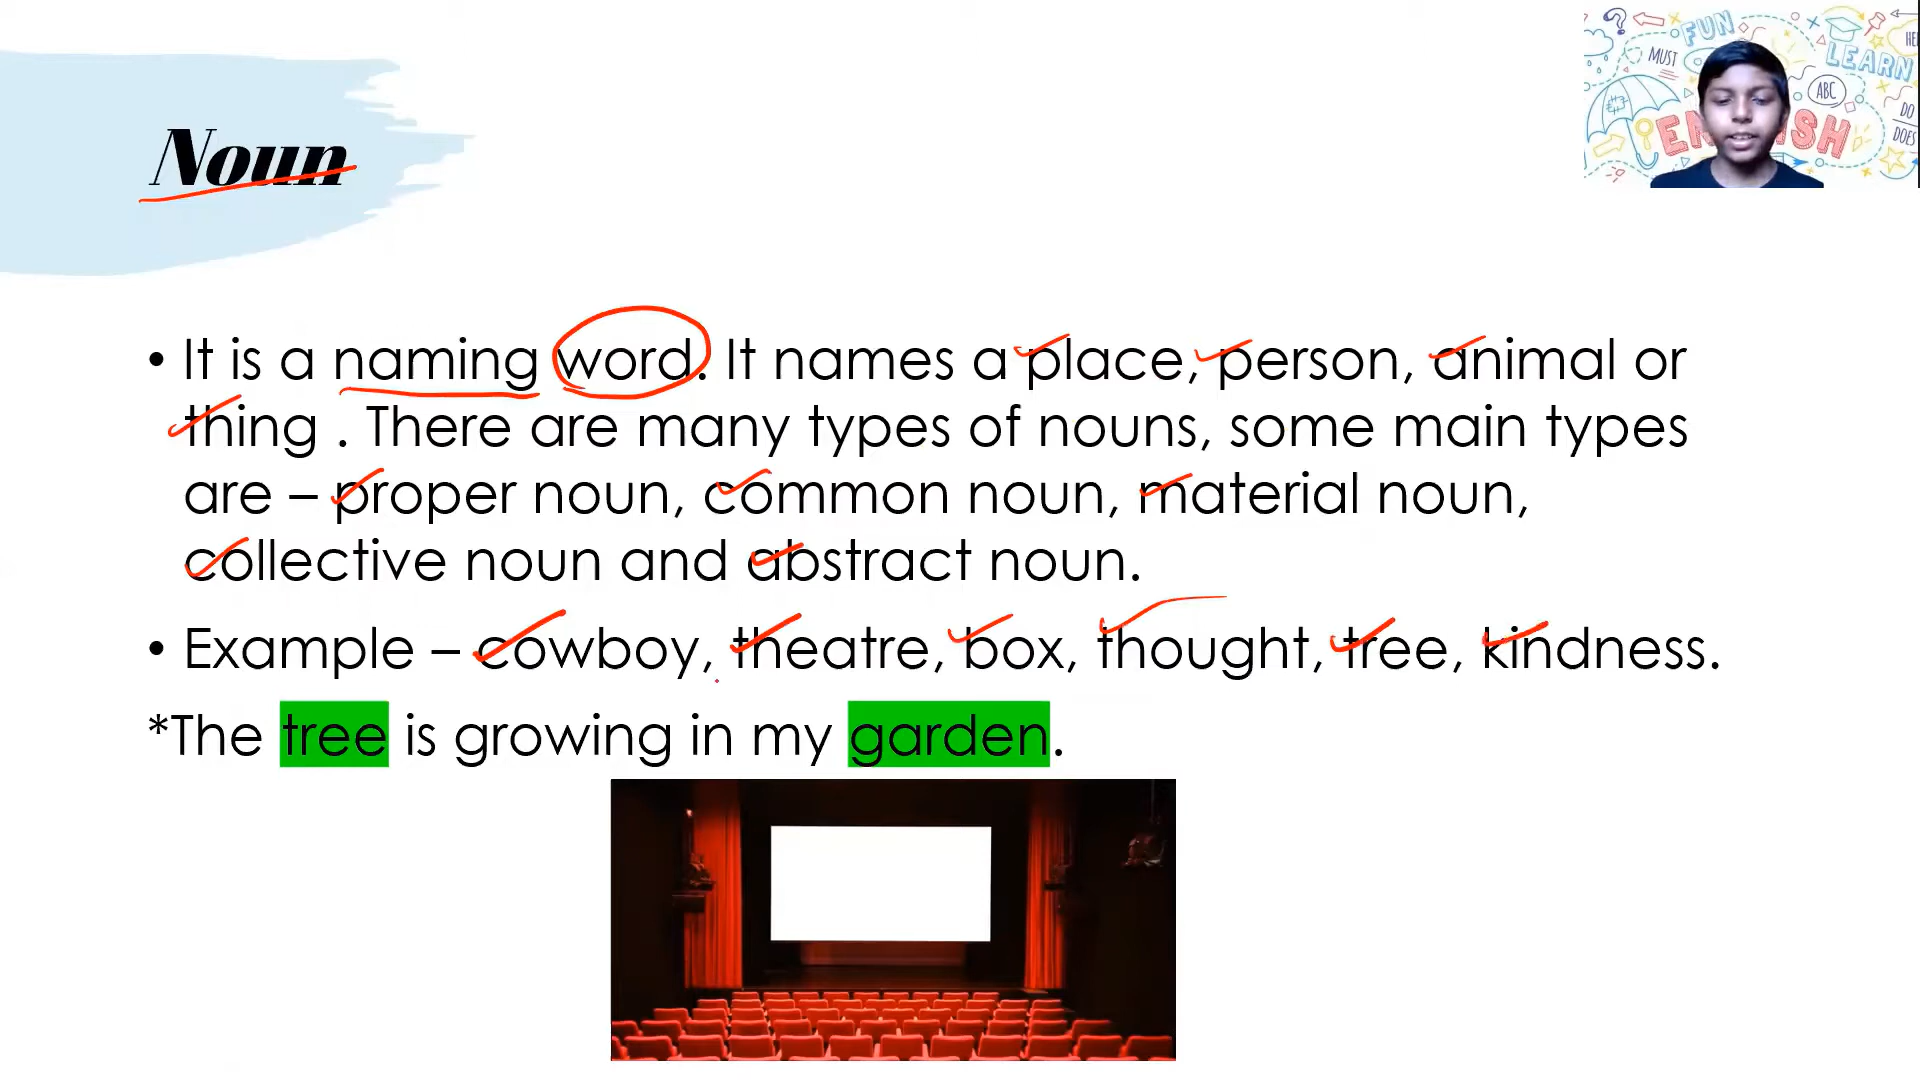 Noun
• It is a naming word. It names a place, person, animal or
thing . There are many types of nouns, some main types
are – proper noun, common noun, material noun,
collective noun and abstract noun.
• Example – cowboy, theatre, box, thought, tree, kindness.
*The tree is growing in my garden.
FUN
MUST
LEARN
ABC
DO
DOES